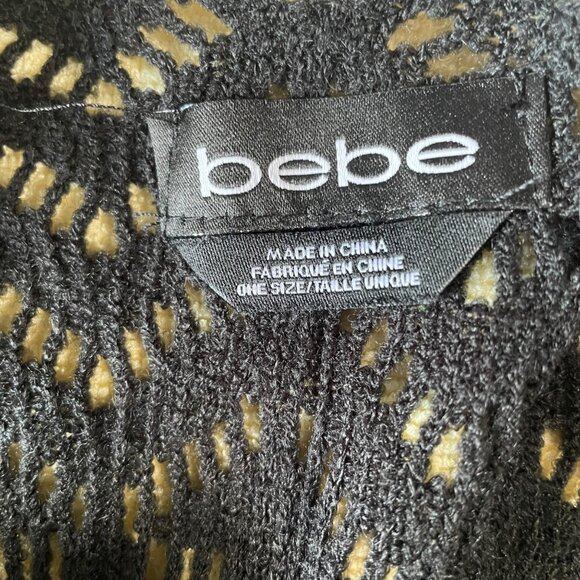 bebe
MADE IN CHINA
FABRIQUE EN CHINE
ONE SIZE/TAILLE UNIQUE